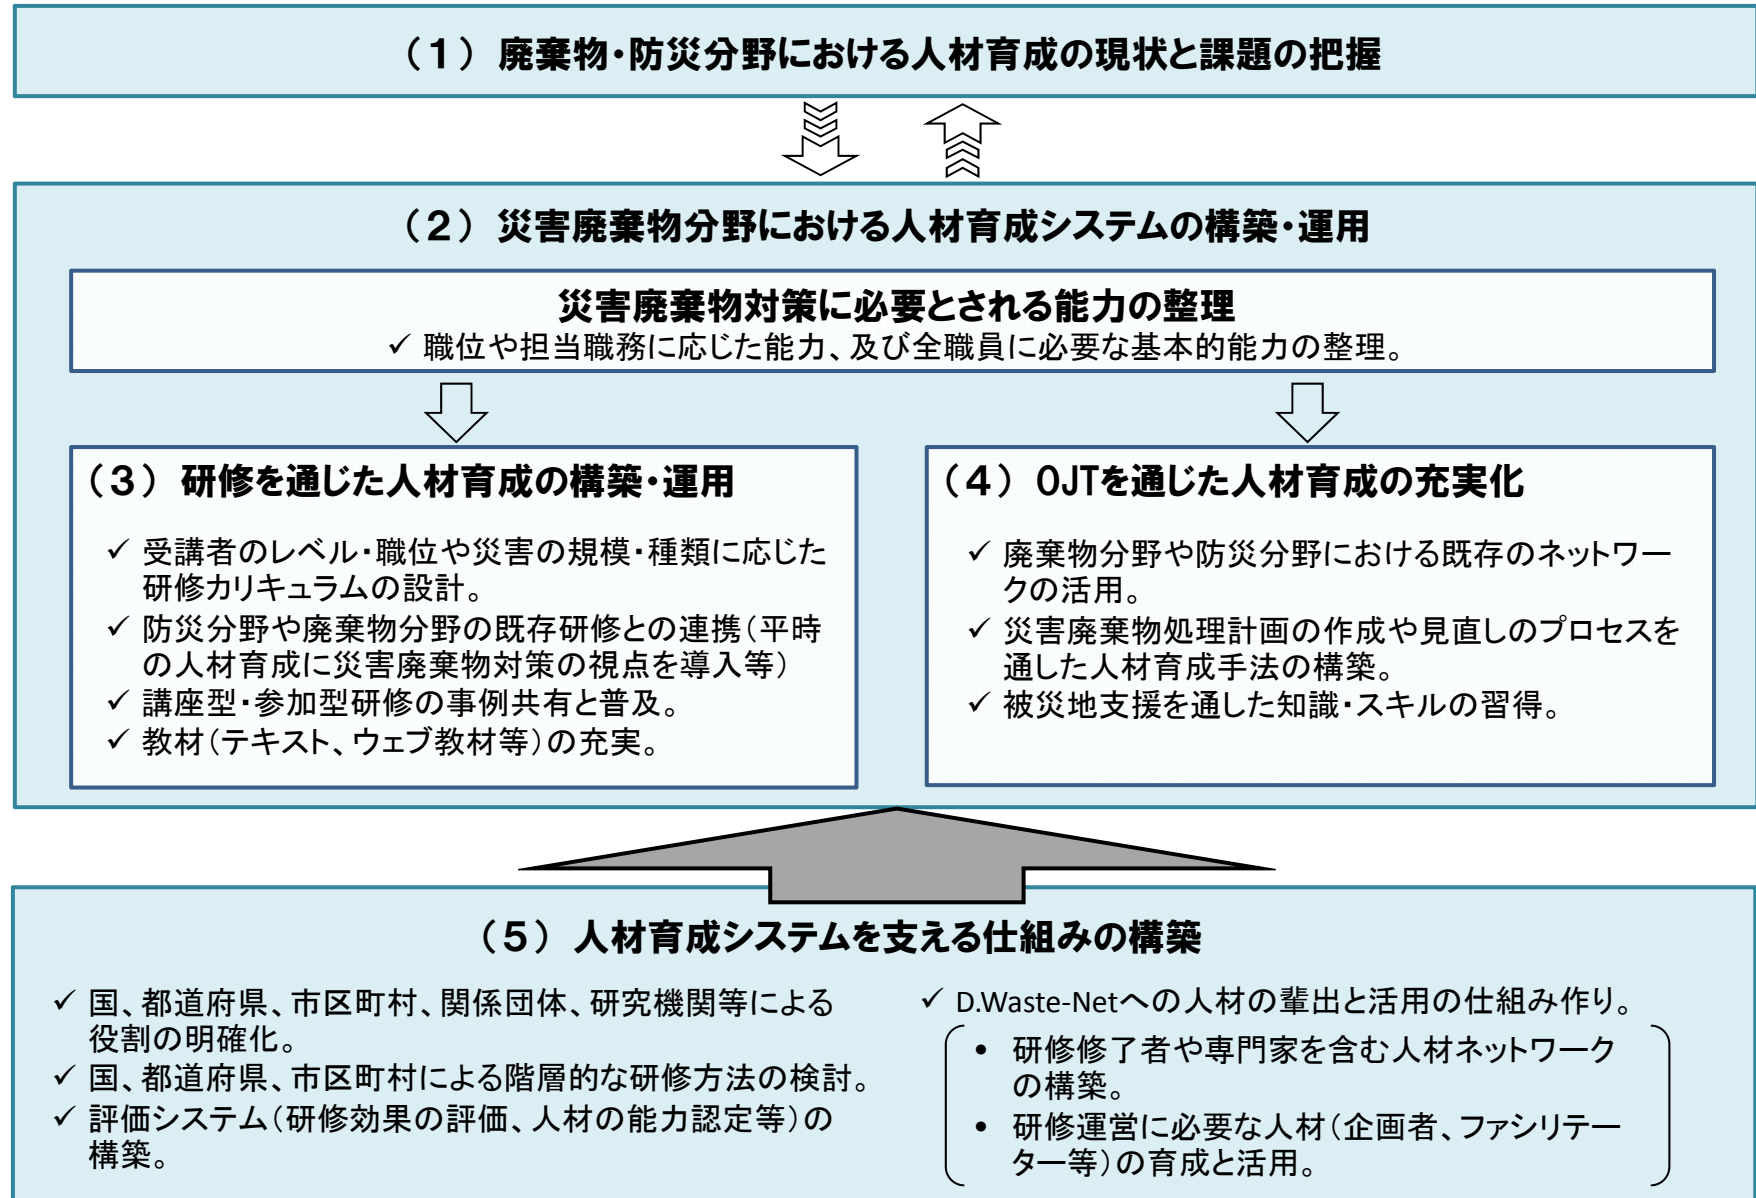 （１）廃棄物・防災分野における人材育成の現状と課題の把握
（２）災害廃棄物分野における人材育成システムの構築・運用
災害廃棄物対策に必要とされる能力の整理
✓ 職位や担当職務に応じた能力、及び全職員に必要な基本的能力の整理。
（３）研修を通じた人材育成の構築・運用
✓ 受講者のレベル・職位や災害の規模・種類に応じた
研修カリキュラムの設計。
✓ 防災分野や廃棄物分野の既存研修との連携（平時
の人材育成に災害廃棄物対策の視点を導入等）
✓ 講座型・参加型研修の事例共有と普及。
✓ 教材（テキスト、ウェブ教材等）の充実。
（４）OJTを通じた人材育成の充実化
✓ 廃棄物分野や防災分野における既存のネットワー
クの活用。
✓ 災害廃棄物処理計画の作成や見直しのプロセスを
通した人材育成手法の構築。
✓ 被災地支援を通した知識・スキルの習得。
（５）人材育成システムを支える仕組みの構築
✓ 国、都道府県、市区町村、関係団体、研究機関等による
役割の明確化。
✓ 国、都道府県、市区町村による階層的な研修方法の検討。
✓ 評価システム（研修効果の評価、人材の能力認定等）の
構築。
✓ D.Waste-Netへの人材の輩出と活用の仕組み作り。
• 研修修了者や専門家を含む人材ネットワーク
の構築。
• 研修運営に必要な人材（企画者、ファシリテー
ター等）の育成と活用。